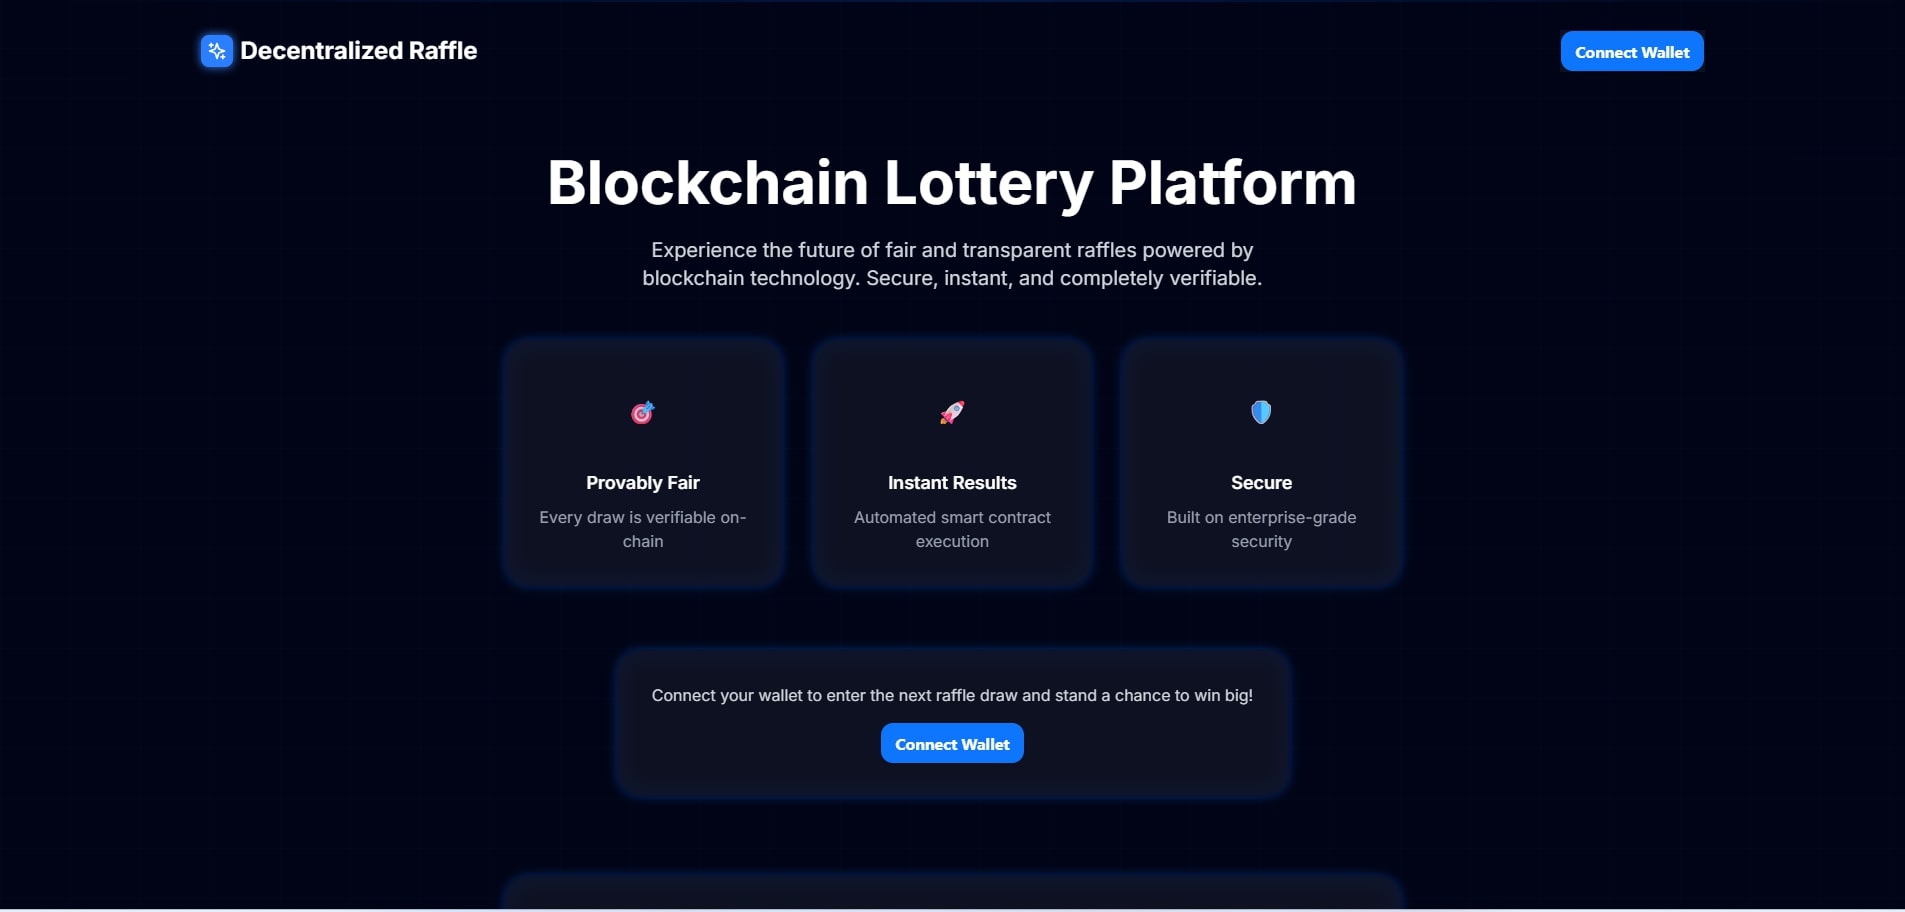 Decentralized Raffle
Connect Wallet
Blockchain Lottery Platform
Experience the future of fair and transparent raffles powered by
blockchain technology. Secure, instant, and completely verifiable.
Provably Fair
Every draw is verifiable on-
chain
Instant Results
Automated smart contract
execution
Secure
Built on enterprise-grade
security
Connect your wallet to enter the next raffle draw and stand a chance to win big!
Connect Wallet